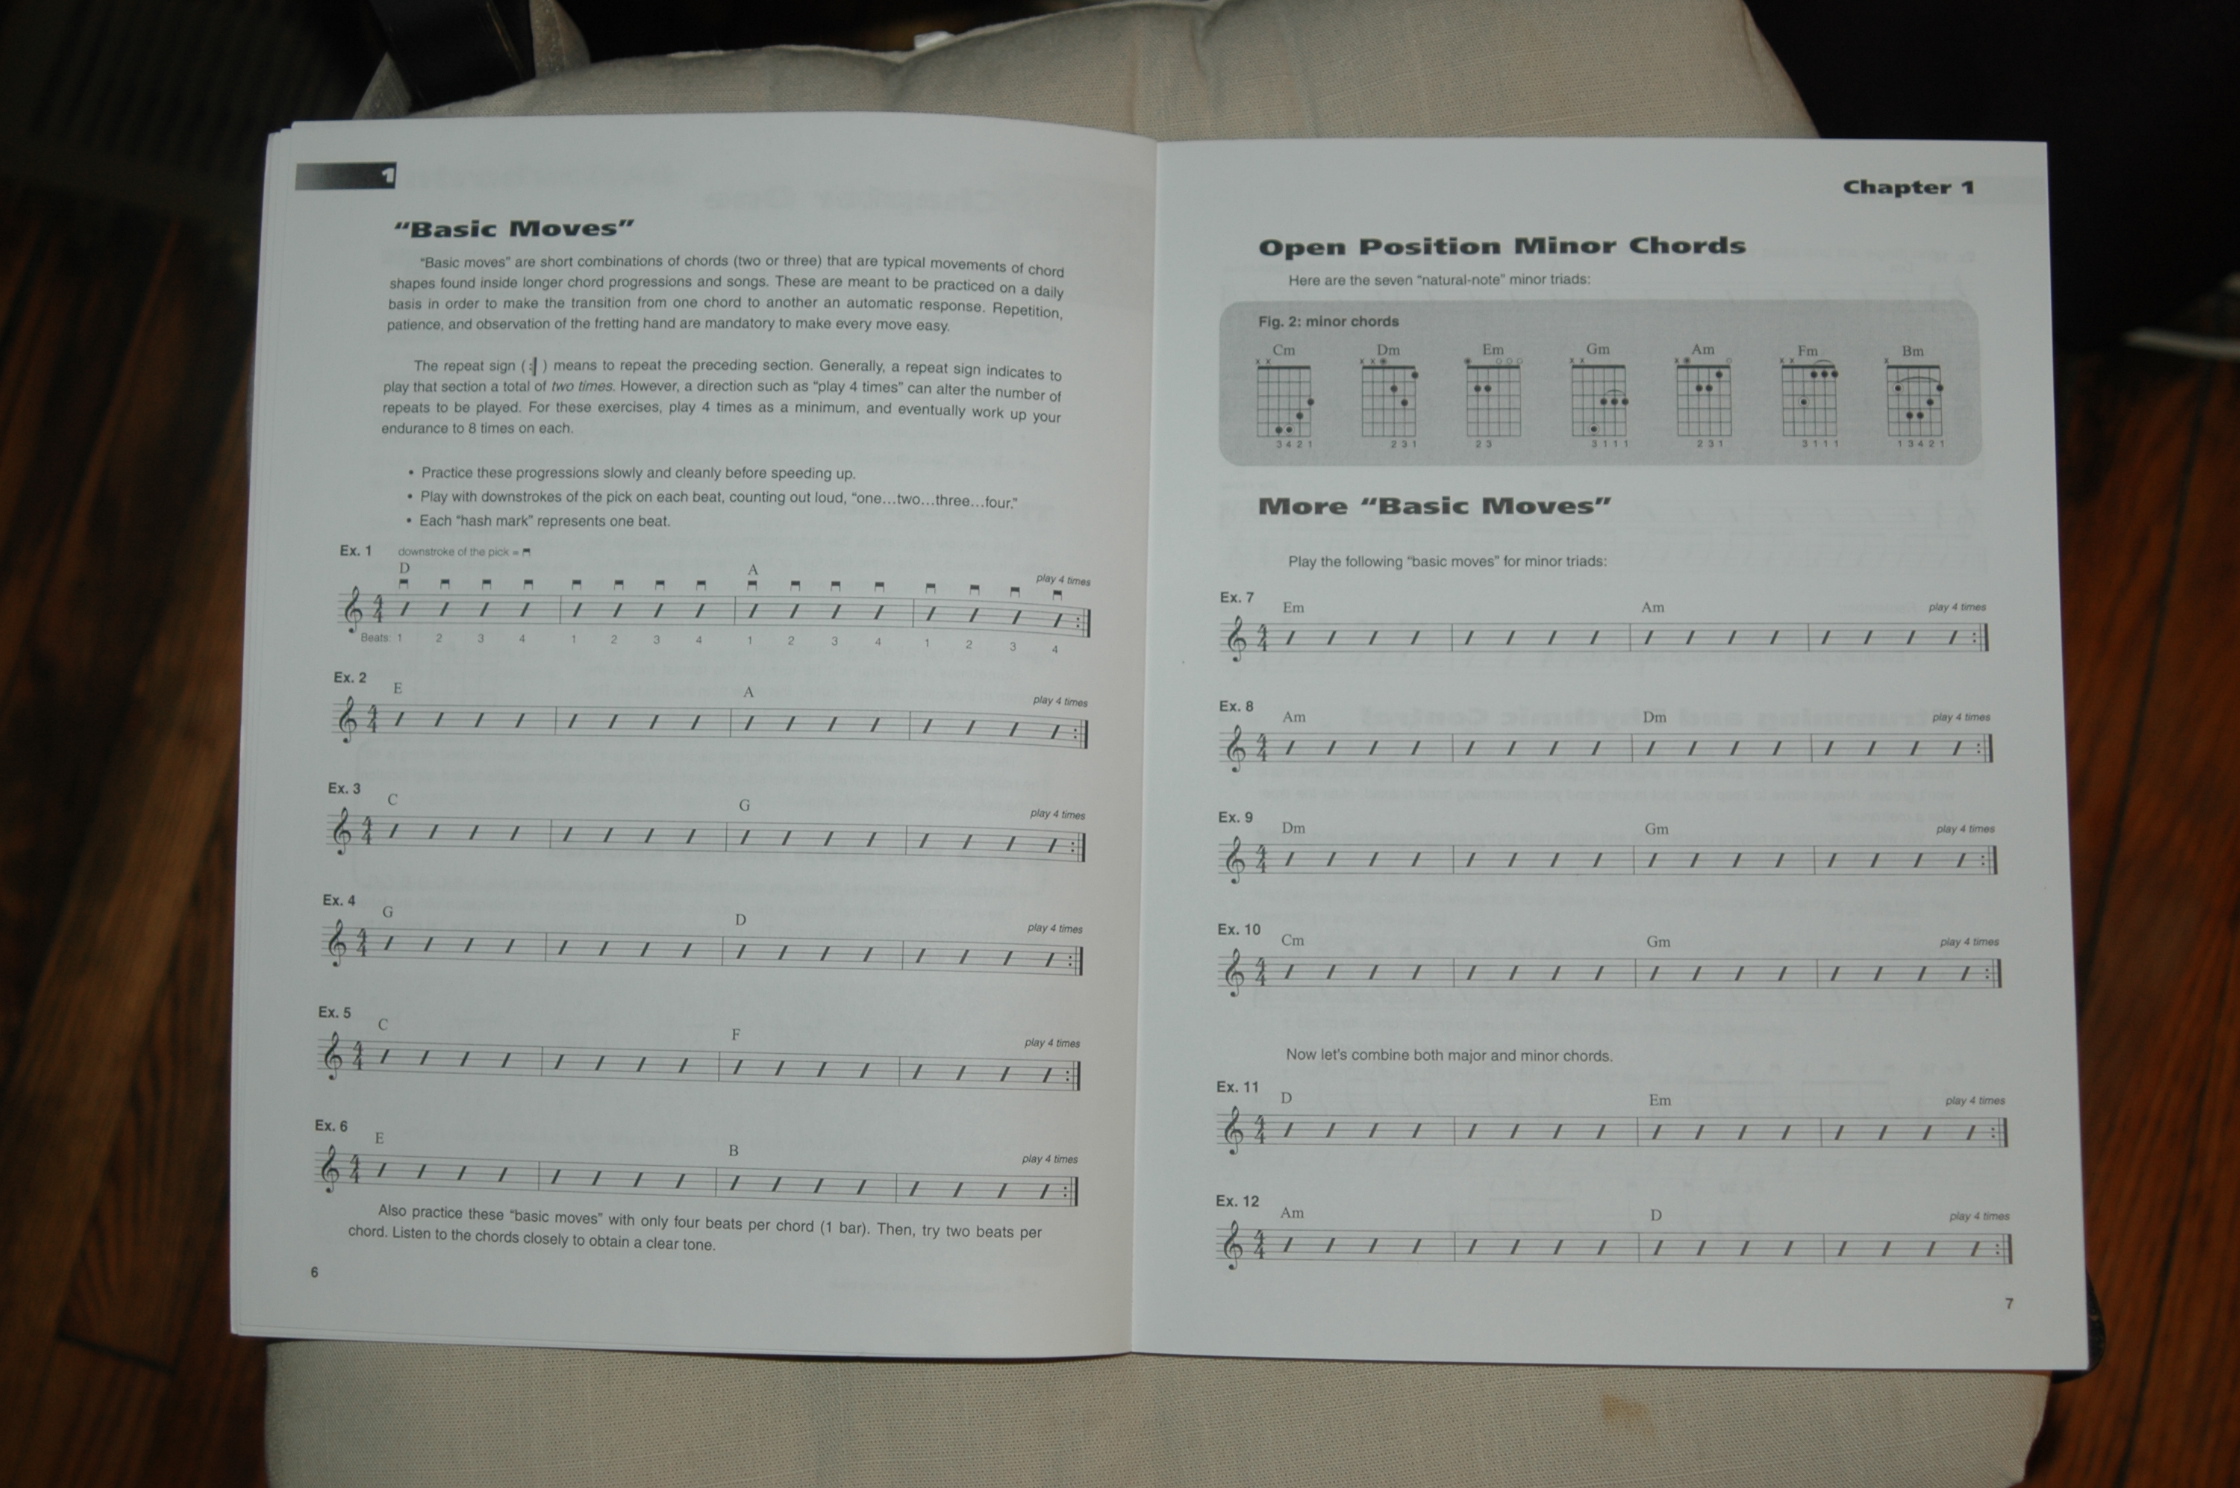 1
"Basic Moves"
"Basic moves" are short combinations of chords (two or three) that are typical movements of chord
shapes found inside longer chord progressions and songs. These are meant to be practiced on a daily
basis in order to make the transition from one chord to another an automatic response. Repetition,
patience, and observation of the fretting hand are mandatory to make every move easy.
The repeat sign ( :| ) means to repeat the preceding section. Generally, a repeat sign indicates to
play that section a total of two times. However, a direction such as "play 4 times" can alter the number of
repeats to be played. For these exercises, play 4 times as a minimum, and eventually work up your
endurance to 8 times on each.
• Practice these progressions slowly and cleanly before speeding up.
• Play with downstrokes of the pick on each beat, counting out loud, "one...two...three...four."
• Each "hash mark" represents one beat.
Ex. 1 downstroke of the pick =
D A play 4 times
4
4
Beats: 1 2 3 4 1 2 3 4 1 2 3 4 1 2 3 4
Ex. 2
E A play 4 times
4
4
Ex. 3
C G play 4 times
4
4
Ex. 4
G D play 4 times
4
4
Ex. 5
C F play 4 times
4
4
Ex. 6
E B play 4 times
4
4
Also practice these "basic moves" with only four beats per chord (1 bar). Then, try two beats per
chord. Listen to the chords closely to obtain a clear tone.
6
Chapter 1
Open Position Minor Chords
Here are the seven "natural-note" minor triads:
Fig. 2: minor chords
Cm Dm Em Gm Am Fm Bm
x x x x x x x x x x
3 4 2 1 2 3 1 2 3 3 1 1 1 2 3 1 3 1 1 1 1 3 4 2 1
More "Basic Moves"
Play the following "basic moves" for minor triads:
Ex. 7
Em Am play 4 times
4
4
Ex. 8
Am Dm play 4 times
4
4
Ex. 9
Dm Gm play 4 times
4
4
Ex. 10
Cm Gm play 4 times
4
4
Now let's combine both major and minor chords.
Ex. 11
D Em play 4 times
4
4
Ex. 12
Am D play 4 times
4
4
7